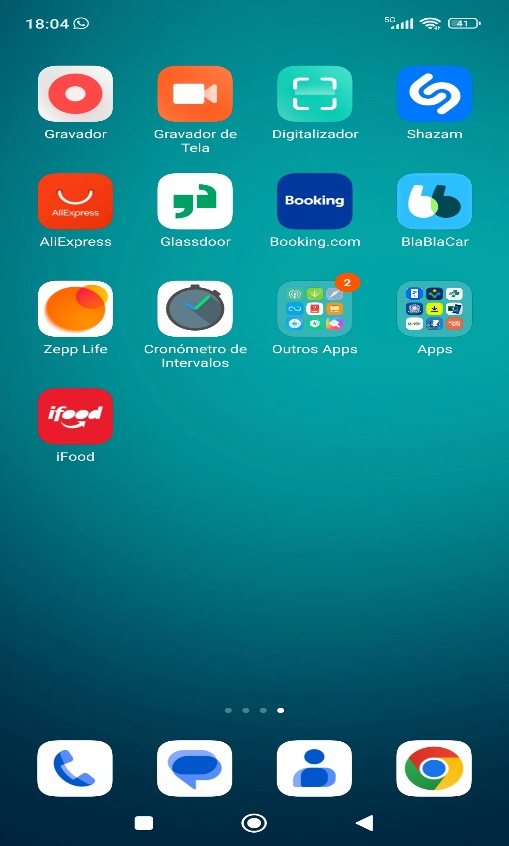 18:04
5G
41
Gravador
Gravador de
Tela
Digitalizador
Shazam
AliExpress
AliExpress
Glassdoor
Booking
Booking.com
BlaBlaCar
Zepp Life
Cronómetro de
Intervalos
2
Outros Apps
Apps
ifood
iFood